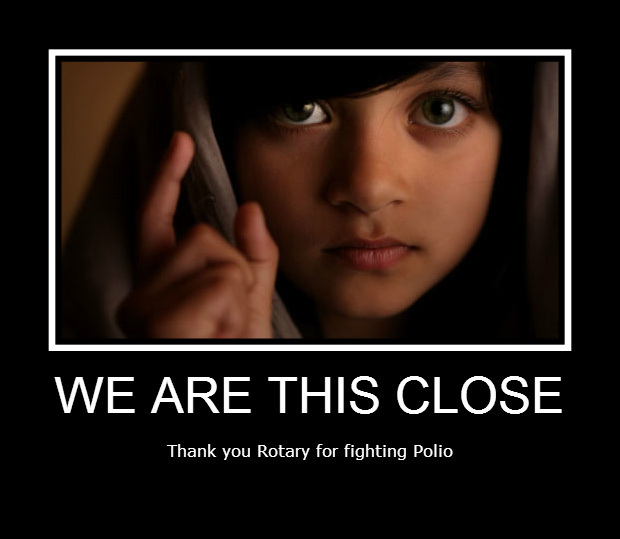 WE ARE THIS CLOSE
Thank you Rotary for fighting Polio